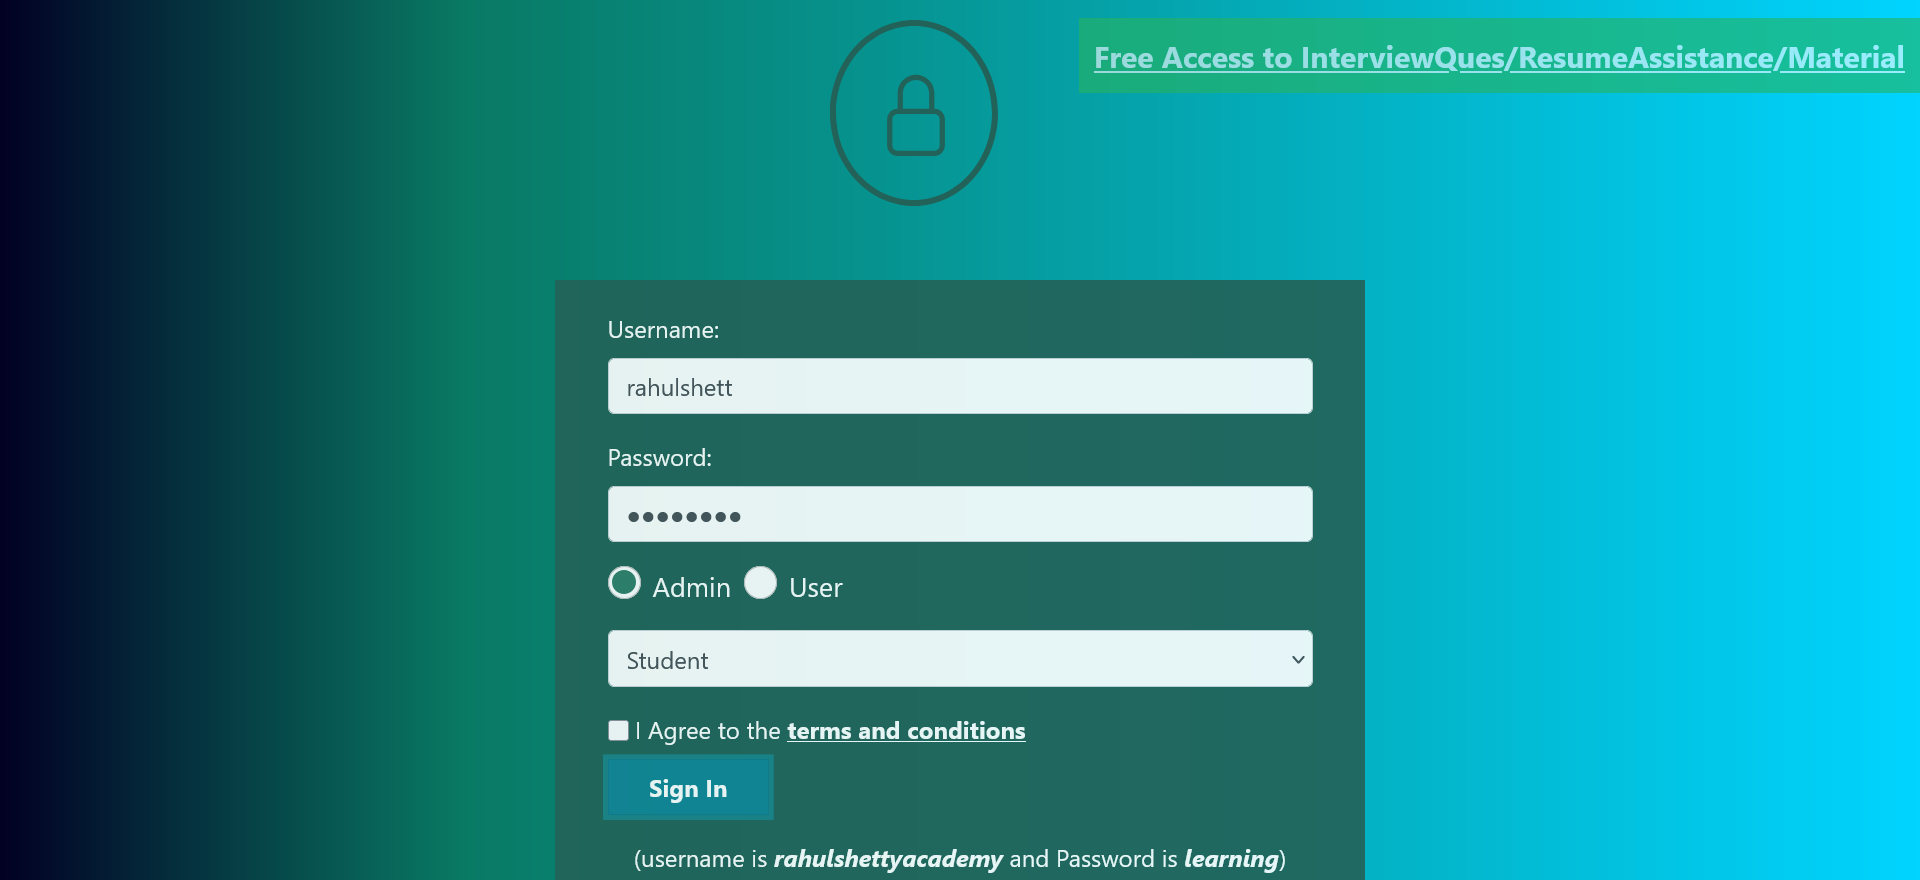 Free Access to InterviewQues/ResumeAssistance/Material
Username:
rahulshett
Password:
••••••••
Admin User
Student
I Agree to the terms and conditions
Sign In
(username is rahulshettyacademy and Password is learning)